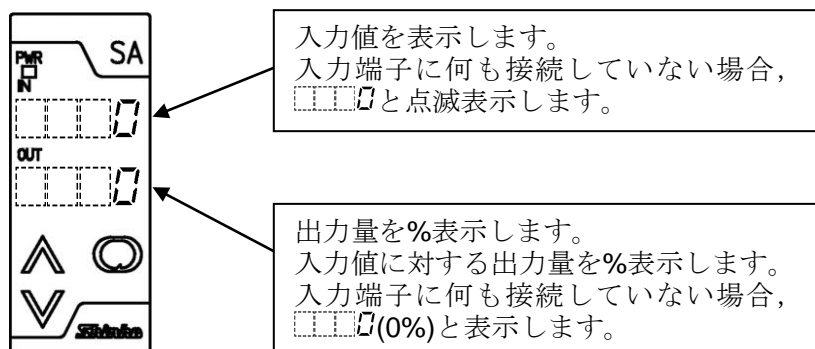 SA
PWR
IN
0
OUT
0
Shinko
入力値を表示します。
入力端子に何も接続していない場合,
0と点滅表示します。
出力量を%表示します。
入力値に対する出力量を%表示します。
入力端子に何も接続していない場合,
0(0%)と表示します。